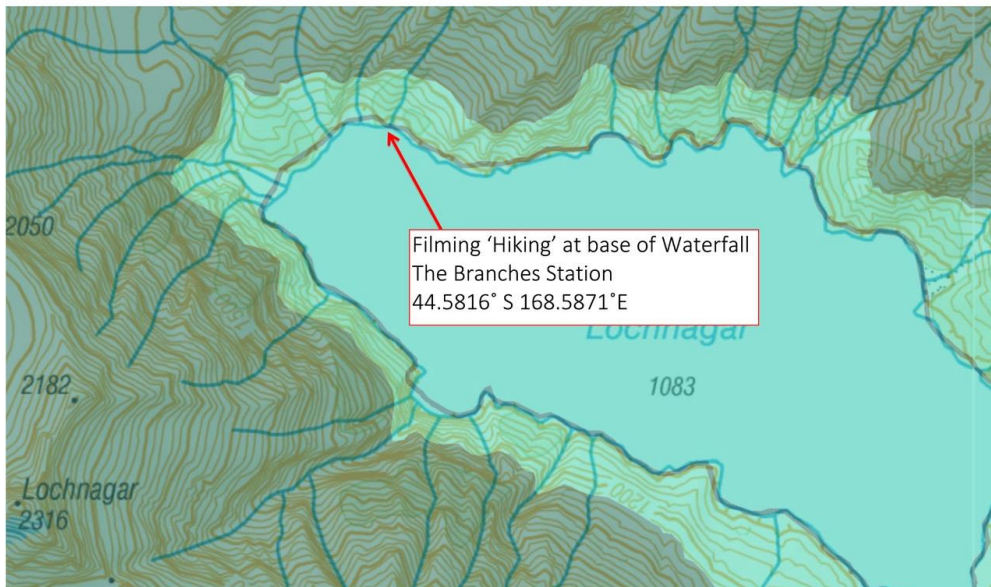 2050
Filming ‘Hiking’ at base of Waterfall
The Branches Station
44.5816˚ S 168.5871˚E
Lochnagar
1083
2182
Lochnagar
2316
1200